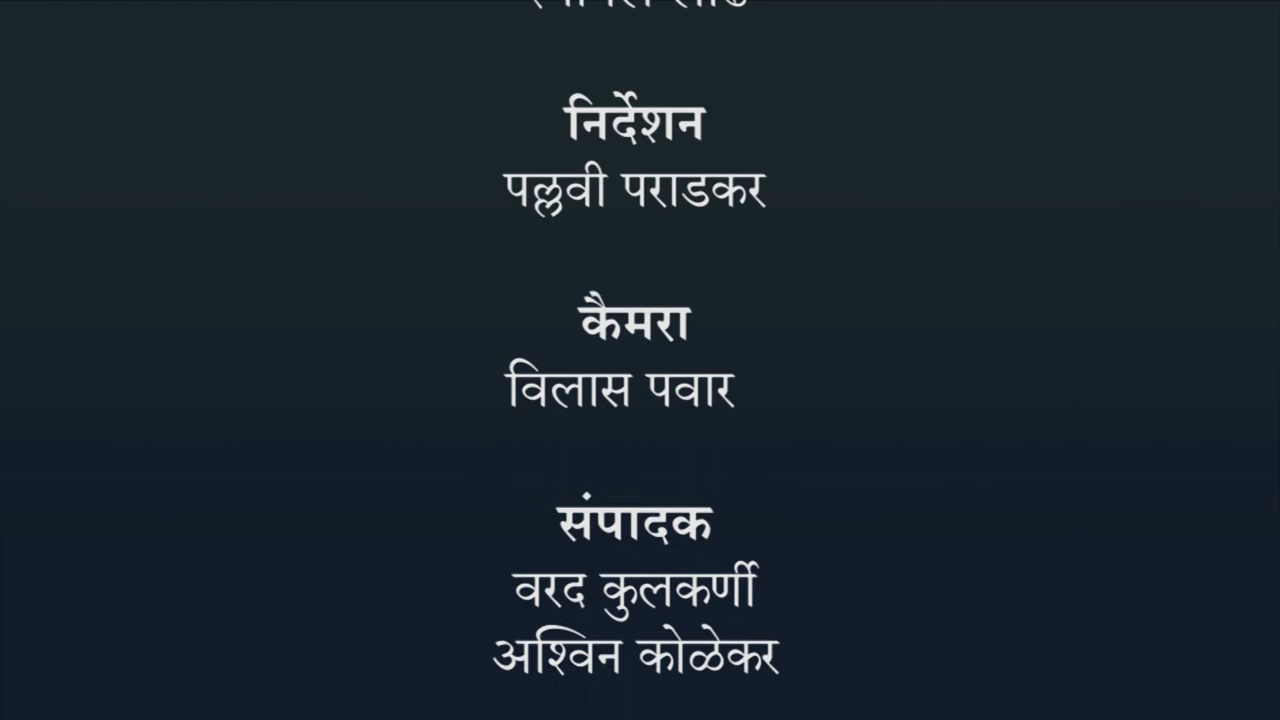 निर्देशन
पल्लवी पराडकर
कैमरा
विलास पवार
संपादक
वरद कुलकर्णी
अश्विन कोळेकर